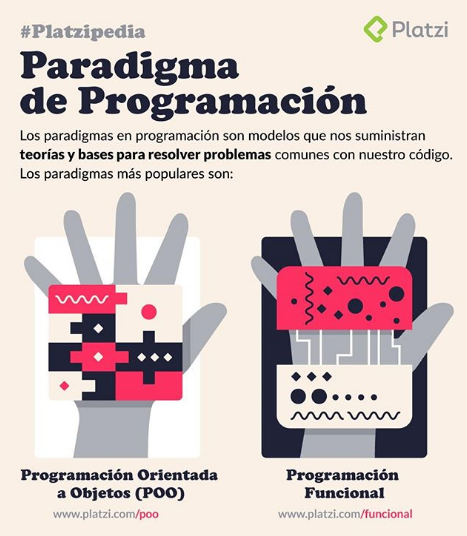 #Platzipedia
Platzi
Paradigma
de Programación
Los paradigmas en programación son modelos que nos suministran
teorías y bases para resolver problemas comunes con nuestro código.
Los paradigmas más populares son:
Programación Orientada
a Objetos (POO)
www.platzi.com/poo
Programación
Funcional
www.platzi.com/funcional